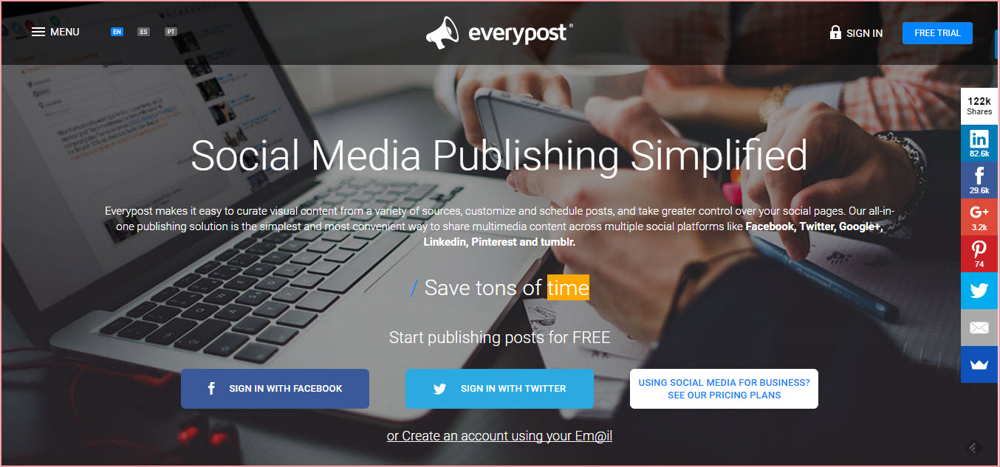 MENU EN ES PT everypost® SIGN IN FREE TRIAL
122k
Shares
82.6k
29.6k
G+
3.2k
74
Social Media Publishing Simplified
Everypost makes it easy to curate visual content from a variety of sources, customize and schedule posts, and take greater control over your social pages. Our all-in-
one publishing solution is the simplest and most convenient way to share multimedia content across multiple social platforms like Facebook, Twitter, Google+,
Linkedin, Pinterest and tumblr.
/ Save tons of time
Start publishing posts for FREE
SIGN IN WITH FACEBOOK
SIGN IN WITH TWITTER
USING SOCIAL MEDIA FOR BUSINESS?
SEE OUR PRICING PLANS
or Create an account using your Em@il